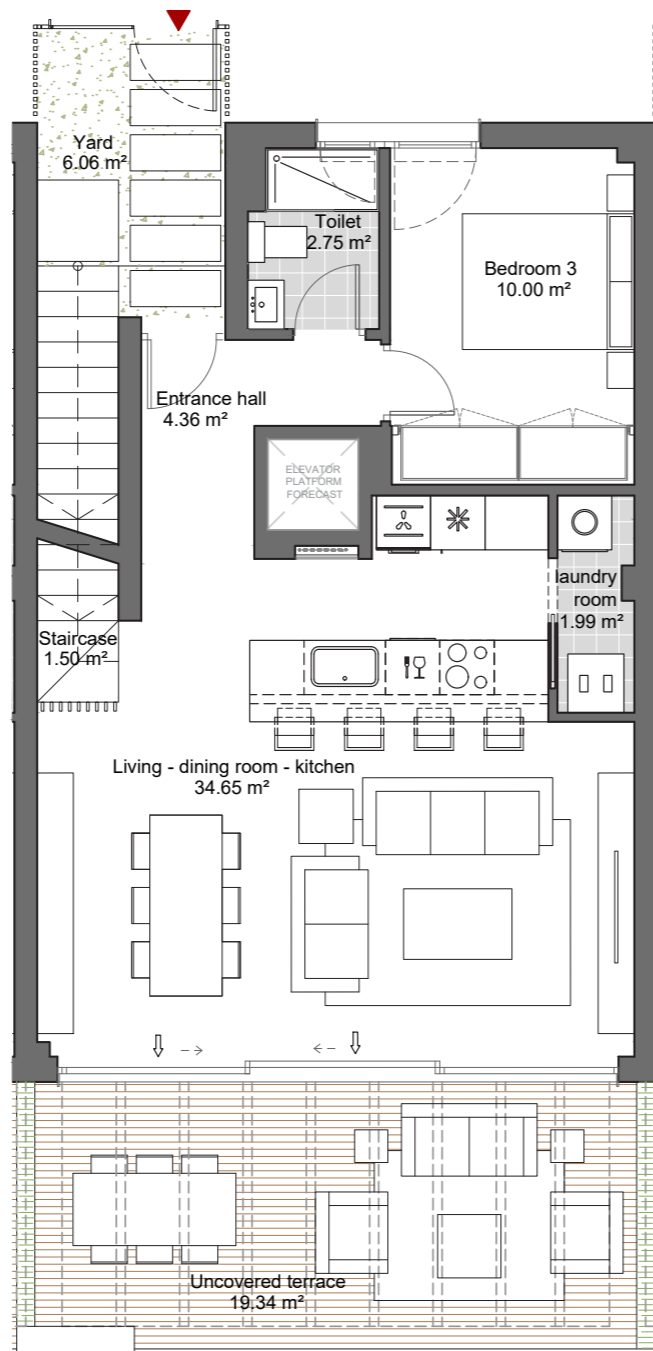 Yard
6.06 m²
Toilet
2.75 m²
Bedroom 3
10.00 m²
Entrance hall
4.36 m²
ELEVATOR
PLATFORM
FORECAST
laundry
room
1.99 m²
Staircase
1.50 m²
Living - dining room - kitchen
34.65 m²
Uncovered terrace
19.34 m²